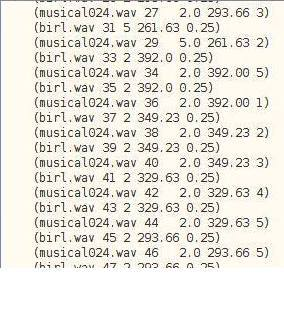 (musical024.wav 27 2.0 293.66 3)
(birl.wav 31 5 261.63 0.25)
(musical024.wav 29 5.0 261.63 2)
(birl.wav 33 2 392.0 0.25)
(musical024.wav 34 2.0 392.00 5)
(birl.wav 35 2 392.0 0.25)
(musical024.wav 36 2.0 392.00 1)
(birl.wav 37 2 349.23 0.25)
(musical024.wav 38 2.0 349.23 2)
(birl.wav 39 2 349.23 0.25)
(musical024.wav 40 2.0 349.23 3)
(birl.wav 41 2 329.63 0.25)
(musical024.wav 42 2.0 329.63 4)
(birl.wav 43 2 329.63 0.25)
(musical024.wav 44 2.0 329.63 5)
(birl.wav 45 2 293.66 0.25)
(musical024.wav 46 2.0 293.66 5)
(birl.wav 47 2 293.66 0.25)